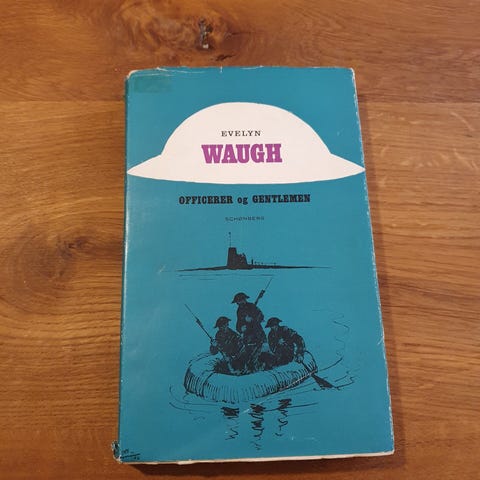 EVELYN
WAUGH
OFFICERER og GENTLEMEN
SCHØNBERG